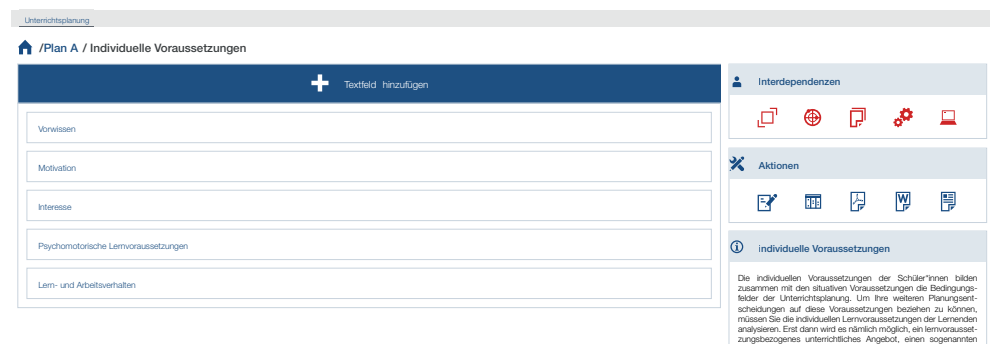 Unterrichtsplanung
/Plan A / Individuelle Voraussetzungen
Textfeld hinzufügen
Vorwissen
Motivation
Interesse
Psychomotorische Lernvoraussetzungen
Lern- und Arbeitsverhalten
Interdependenzen
Aktionen
W
individuelle Voraussetzungen
Die individuellen Voraussetzungen der Schüler*innen bilden
zusammen mit den situativen Voraussetzungen die Bedingungs-
felder der Unterrichtsplanung. Um Ihre weiteren Planungsent-
scheidungen auf diese Voraussetzungen beziehen zu können,
müssen Sie die individuellen Lernvoraussetzungen der Lernenden
analysieren. Erst dann wird es nämlich möglich, ein lernvorausset-
zungsbezogenes unterrichtliches Angebot, einen sogenannten